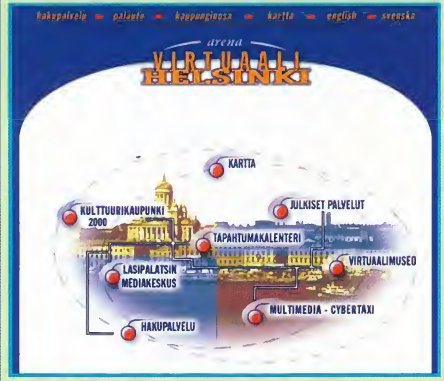 hakupalvelu palaute kaupunginosa kartta english svenska
arena
VIRTUAALI
HELSINKI
KARTTA
KULTTUURIKAUPUNKI
2000
JULKISET PALVELUT
TAPAHTUMAKALENTERI
VIRTUAALIMUSEO
LASIPALATSIN
MEDIAKESKUS
MULTIMEDIA - CYBERTAXI
HAKUPALVELU